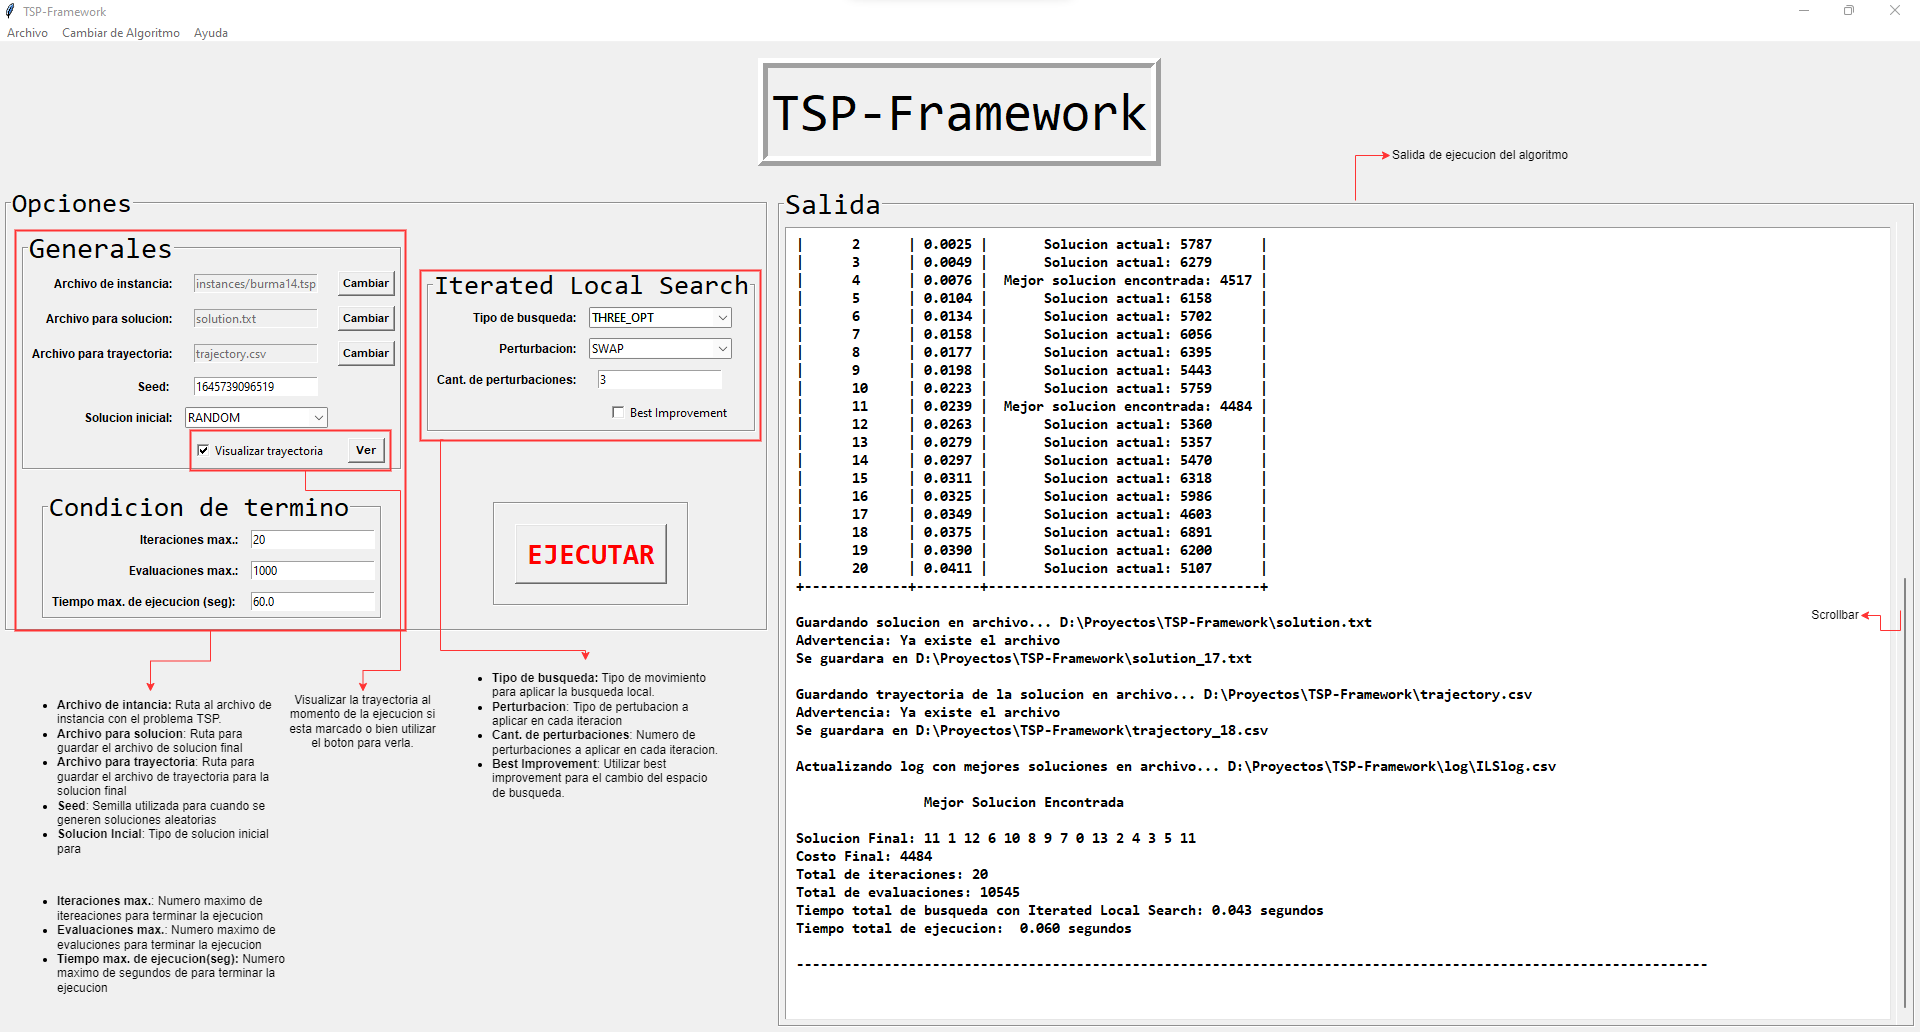 TSP-Framework
Archivo Cambiar de Algoritmo Ayuda
TSP-Framework
Salida de ejecucion del algoritmo
Opciones
Generales
Archivo de instancia: instances/burma14.tsp Cambiar
Archivo para solucion: solution.txt Cambiar
Archivo para trayectoria: trajectory.csv Cambiar
Seed: 1645739096519
Solucion inicial: RANDOM
Visualizar trayectoria Ver
Condicion de termino
Iteraciones max.: 20
Evaluaciones max.: 1000
Tiempo max. de ejecucion (seg): 60.0
Iterated Local Search
Tipo de busqueda: THREE_OPT
Perturbacion: SWAP
Cant. de perturbaciones: 3
Best Improvement
EJECUTAR
• Archivo de intancia: Ruta al archivo de
instancia con el problema TSP.
• Archivo para solucion: Ruta para
guardar el archivo de solucion final
• Archivo para trayectoria: Ruta para
guardar el archivo de trayectoria para la
solucion final
• Seed: Semilla utilizada para cuando se
generen soluciones aleatorias
• Solucion Incial: Tipo de solucion inicial
para
• Iteraciones max.: Numero maximo de
itereaciones para terminar la ejecucion
• Evaluaciones max.: Numero maximo de
evaluciones para terminar la ejecucion
• Tiempo max. de ejecucion(seg): Numero
maximo de segundos de para terminar la
ejecucion
Visualizar la trayectoria al
momento de la ejecucion si
esta marcado o bien utilizar
el boton para verla.
• Tipo de busqueda: Tipo de movimiento
para aplicar la busqueda local.
• Perturbacion: Tipo de pertubacion a
aplicar en cada iteracion
• Cant. de perturbaciones: Numero de
perturbaciones a aplicar en cada iteracion.
• Best Improvement: Utilizar best
improvement para el cambio del espacio
de busqueda.
Salida
| 2 | 0.0025 | Solucion actual: 5787 |
| 3 | 0.0049 | Solucion actual: 6279 |
| 4 | 0.0076 | Mejor solucion encontrada: 4517 |
| 5 | 0.0104 | Solucion actual: 6158 |
| 6 | 0.0134 | Solucion actual: 5702 |
| 7 | 0.0158 | Solucion actual: 6056 |
| 8 | 0.0177 | Solucion actual: 6395 |
| 9 | 0.0198 | Solucion actual: 5443 |
| 10 | 0.0223 | Solucion actual: 5759 |
| 11 | 0.0239 | Mejor solucion encontrada: 4484 |
| 12 | 0.0263 | Solucion actual: 5360 |
| 13 | 0.0279 | Solucion actual: 5357 |
| 14 | 0.0297 | Solucion actual: 5470 |
| 15 | 0.0311 | Solucion actual: 6318 |
| 16 | 0.0325 | Solucion actual: 5986 |
| 17 | 0.0349 | Solucion actual: 4603 |
| 18 | 0.0375 | Solucion actual: 6891 |
| 19 | 0.0390 | Solucion actual: 6200 |
| 20 | 0.0411 | Solucion actual: 5107 |
+-------------+--------+----------------------------------+
Guardando solucion en archivo... D:\Proyectos\TSP-Framework\solution.txt
Advertencia: Ya existe el archivo
Se guardara en D:\Proyectos\TSP-Framework\solution_17.txt
Guardando trayectoria de la solucion en archivo... D:\Proyectos\TSP-Framework\trajectory.csv
Advertencia: Ya existe el archivo
Se guardara en D:\Proyectos\TSP-Framework\trajectory_18.csv
Actualizando log con mejores soluciones en archivo... D:\Proyectos\TSP-Framework\log\ILSlog.csv
Mejor Solucion Encontrada
Solucion Final: 11 1 12 6 10 8 9 7 0 13 2 4 3 5 11
Costo Final: 4484
Total de iteraciones: 20
Total de evaluaciones: 10545
Tiempo total de busqueda con Iterated Local Search: 0.043 segundos
Tiempo total de ejecucion: 0.060 segundos
------------------------------------------------------------------------------------------------------------------
Scrollbar